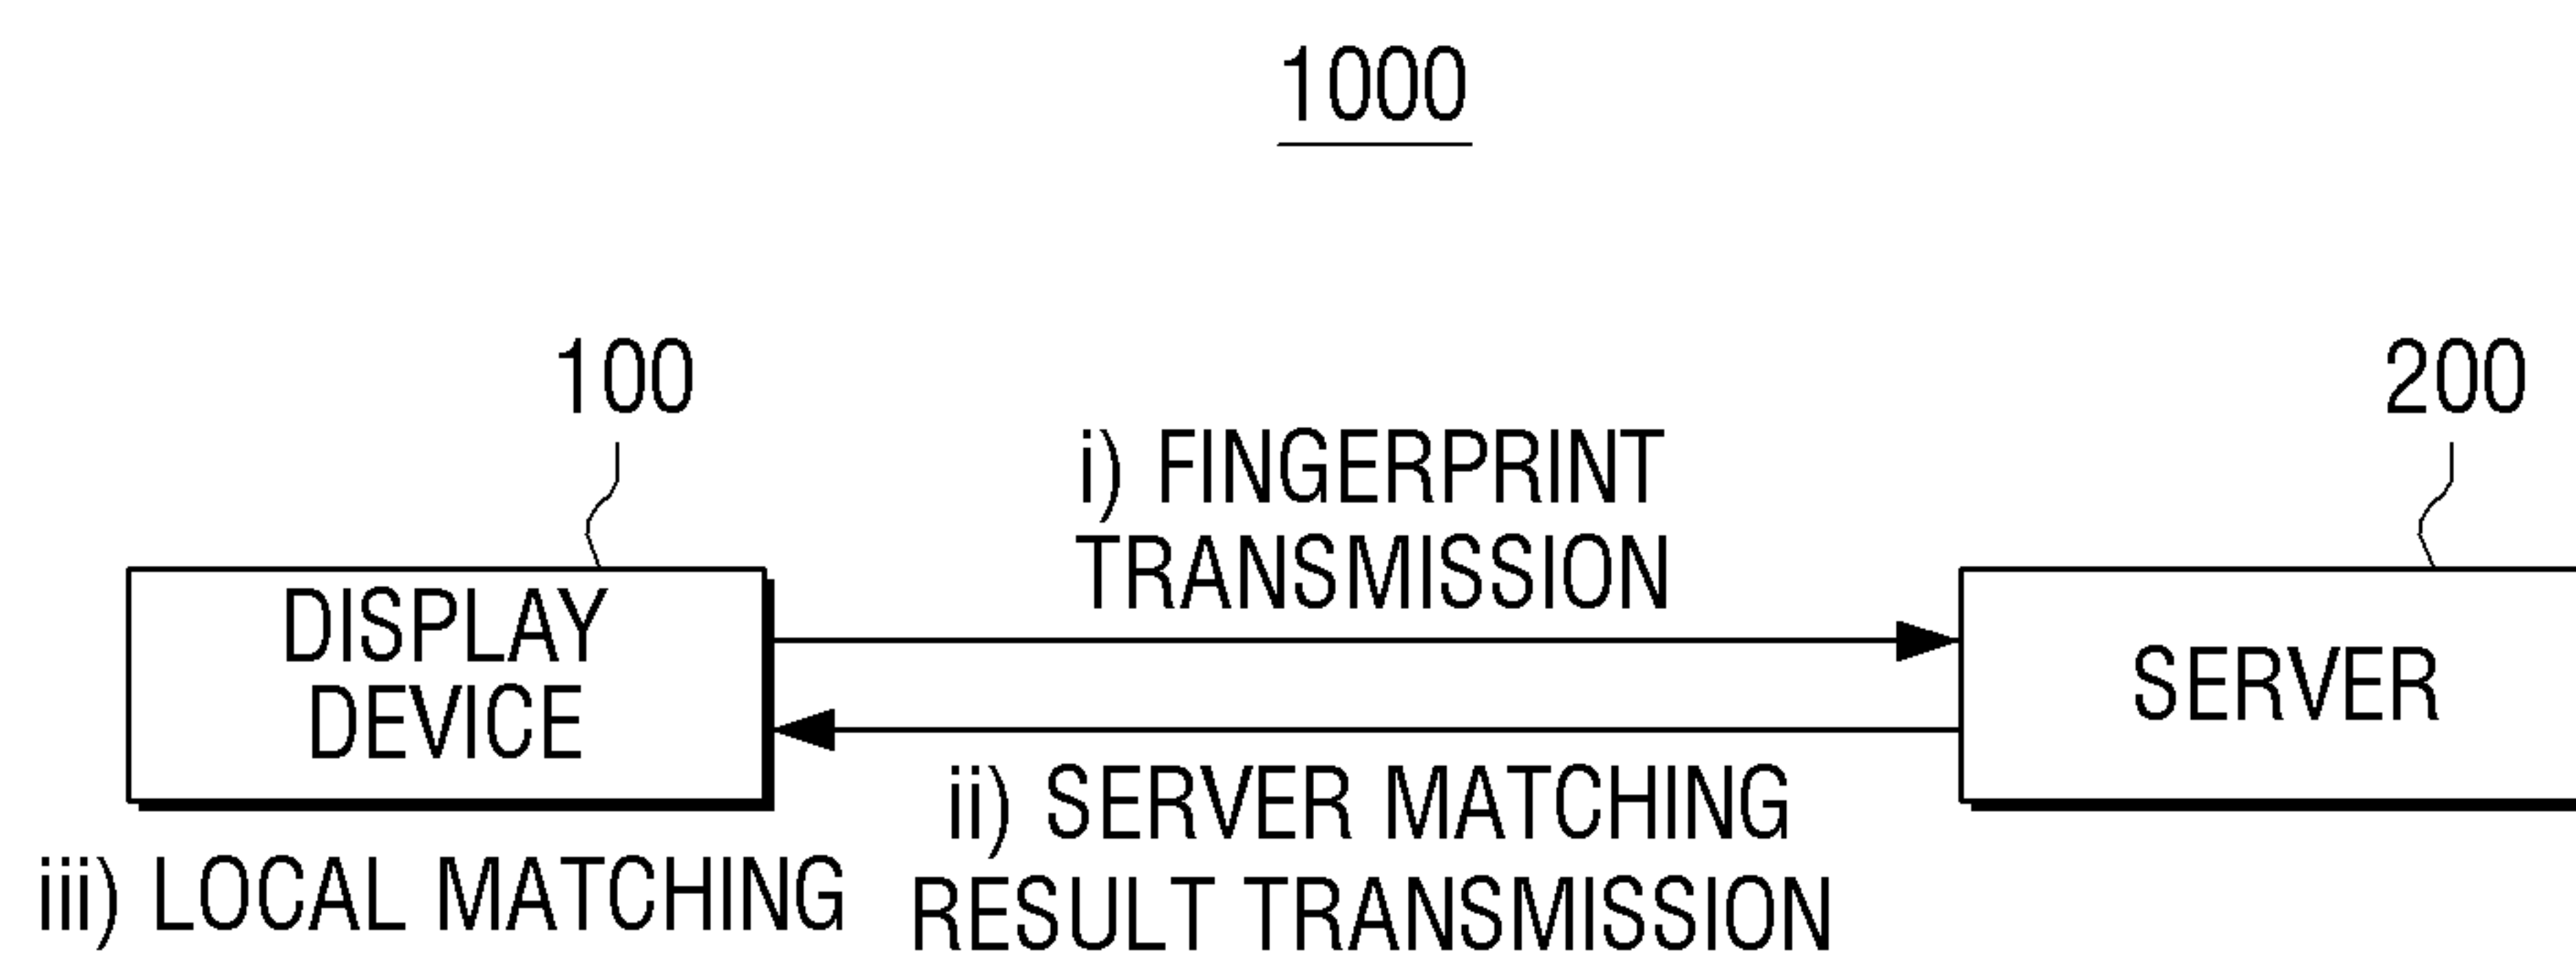 1000
100
200
i) FINGERPRINT
TRANSMISSION
DISPLAY
DEVICE
SERVER
ii) SERVER MATCHING
RESULT TRANSMISSION
iii) LOCAL MATCHING